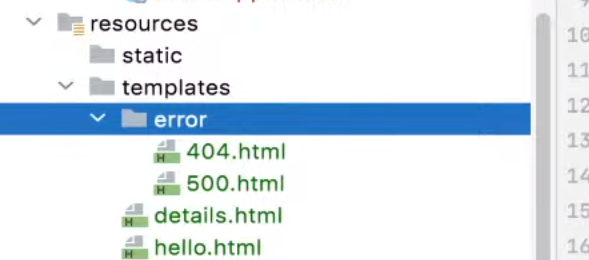 resources
10
static
11
templates
12
error
13
404.html
14
500.html
details.html
15
hello.html
16